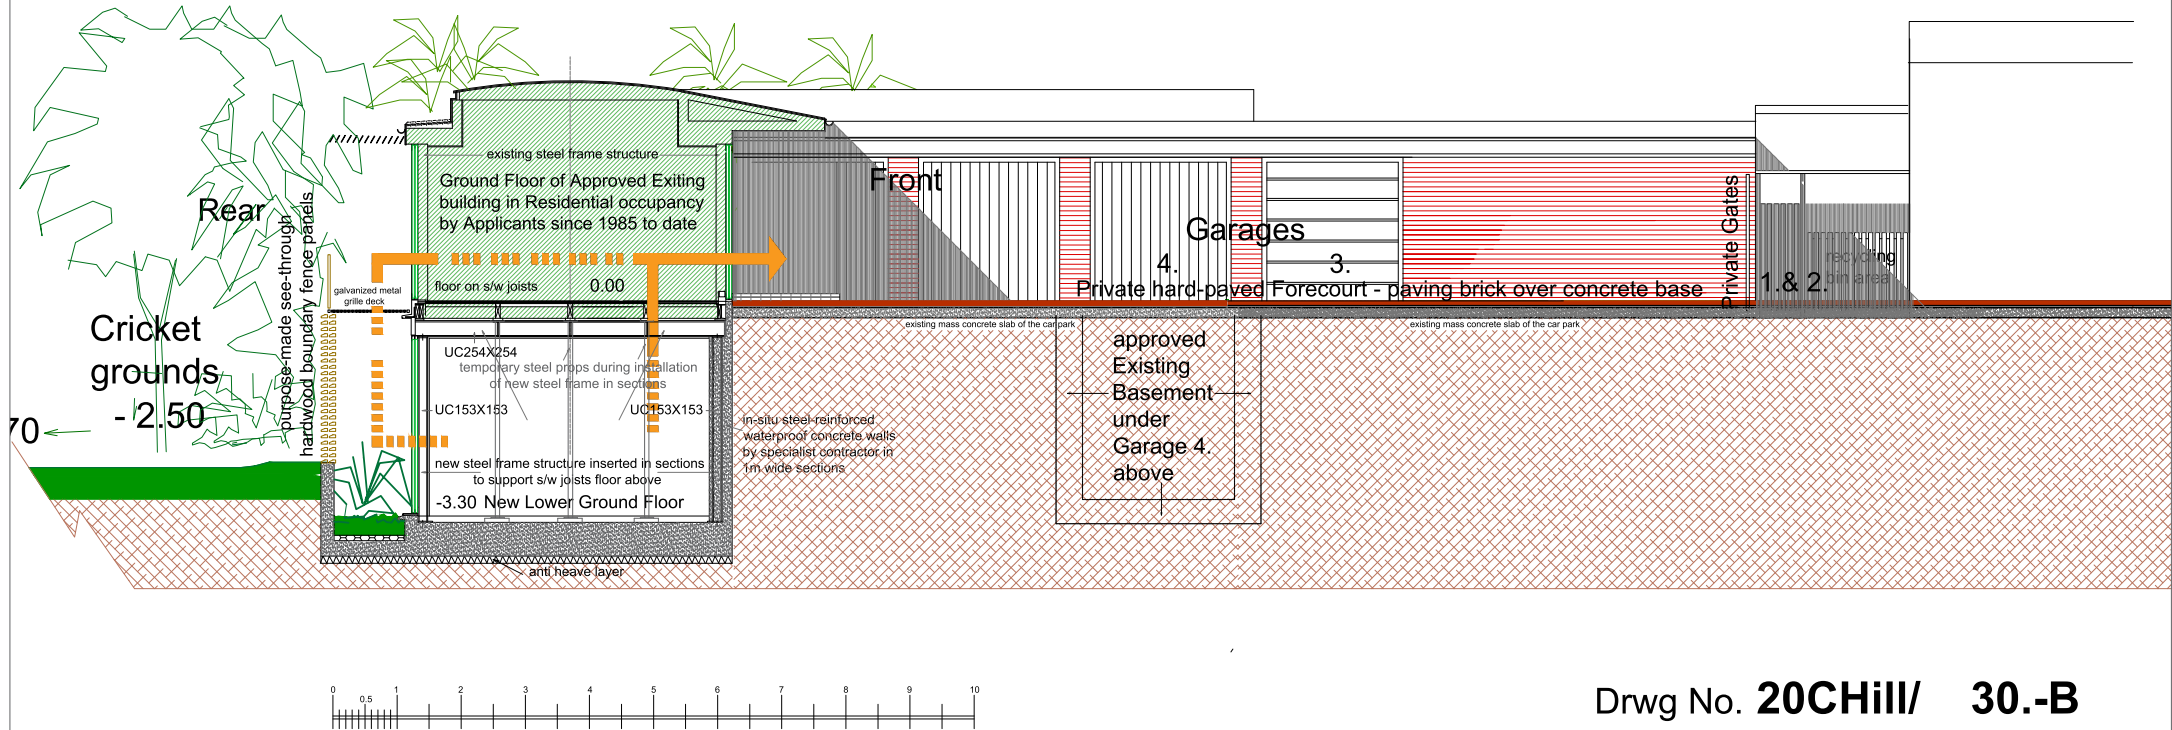 existing steel frame structure
Ground Floor of Approved Exiting
building in Residential occupancy
by Applicants since 1985 to date
floor on s/w joists
0.00
Rear
purpose-made see-through
hardwood boundary fence panels
galvanized metal
grille deck
Cricket
grounds
- 2.50
70
UC254X254
temporary steel props during installation
of new steel frame in sections
UC153X153
UC153X153
new steel frame structure inserted in sections
to support s/w joists floor above
-3.30 New Lower Ground Floor
anti heave layer
in-situ steel-reinforced
waterproof concrete walls
by specialist contractor in
1m wide sections
Front
Garages
4.
3.
Private hard-paved Forecourt - paving brick over concrete base
existing mass concrete slab of the car park
existing mass concrete slab of the car park
approved
Existing
Basement
under
Garage 4.
above
Private Gates
1.& 2.
recycling
bin area
0 0.5 1 2 3 4 5 6 7 8 9 10
Drwg No. 20CHill/ 30.-B